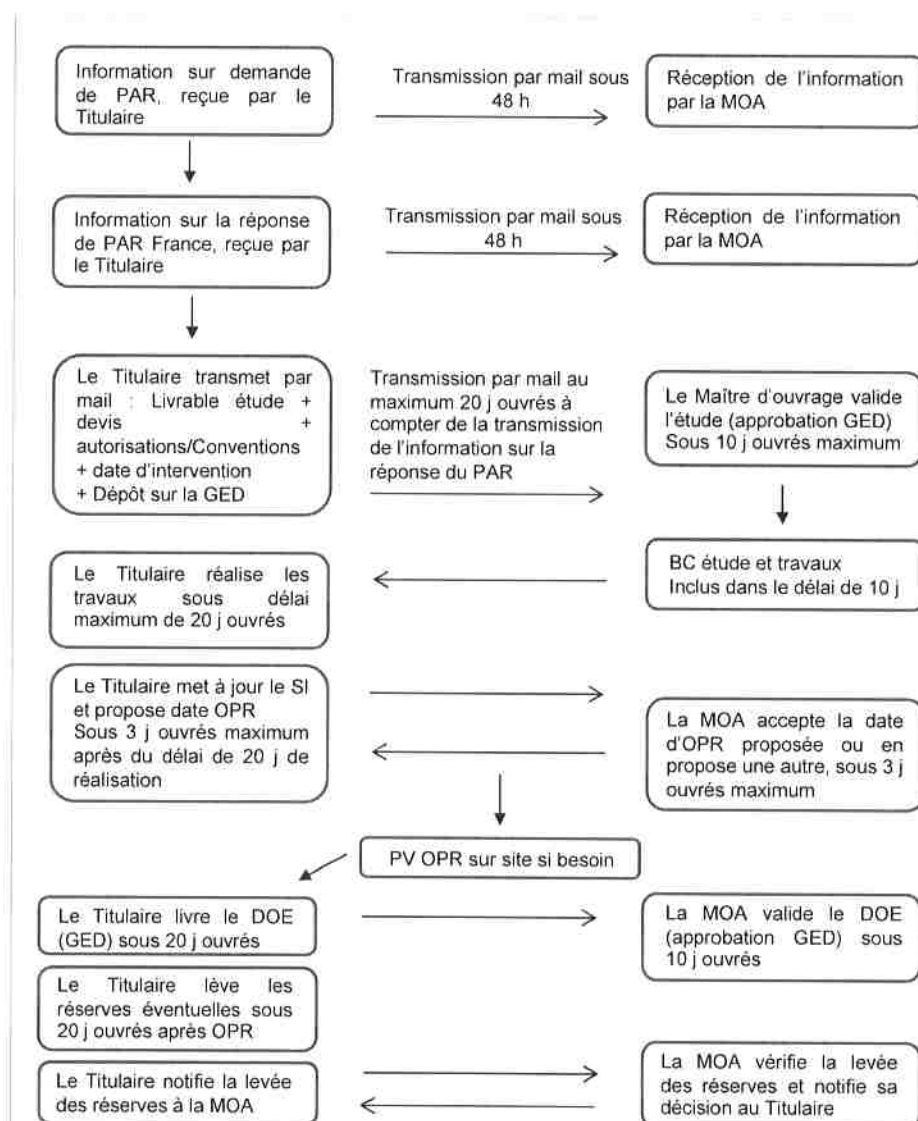 Information sur demande
de PAR, reçue par le
Titulaire
Transmission par mail sous
48 h
Réception de l'information
par la MOA
Information sur la réponse
de PAR France, reçue par
le Titulaire
Transmission par mail sous
48 h
Réception de l'information
par la MOA
Le Titulaire transmet par
mail : Livrable étude +
devis +
autorisations/Conventions
+ date d'intervention
+ Dépôt sur la GED
Transmission par mail au
maximum 20 j ouvrés à
compter de la transmission
de l'information sur la
réponse du PAR
Le Maître d'ouvrage valide
l'étude (approbation GED)
Sous 10 j ouvrés maximum
BC étude et travaux
Inclus dans le délai de 10 j
Le Titulaire réalise les
travaux sous délai
maximum de 20 j ouvrés
Le Titulaire met à jour le SI
et propose date OPR
Sous 3 j ouvrés maximum
après du délai de 20 j de
réalisation
La MOA accepte la date
d'OPR proposée ou en
propose une autre, sous 3 j
ouvrés maximum
PV OPR sur site si besoin
Le Titulaire livre le DOE
(GED) sous 20 j ouvrés
La MOA valide le DOE
(approbation GED) sous
10 j ouvrés
Le Titulaire lève les
réserves éventuelles sous
20 j ouvrés après OPR
Le Titulaire notifie la levée
des réserves à la MOA
La MOA vérifie la levée
des réserves et notifie sa
décision au Titulaire